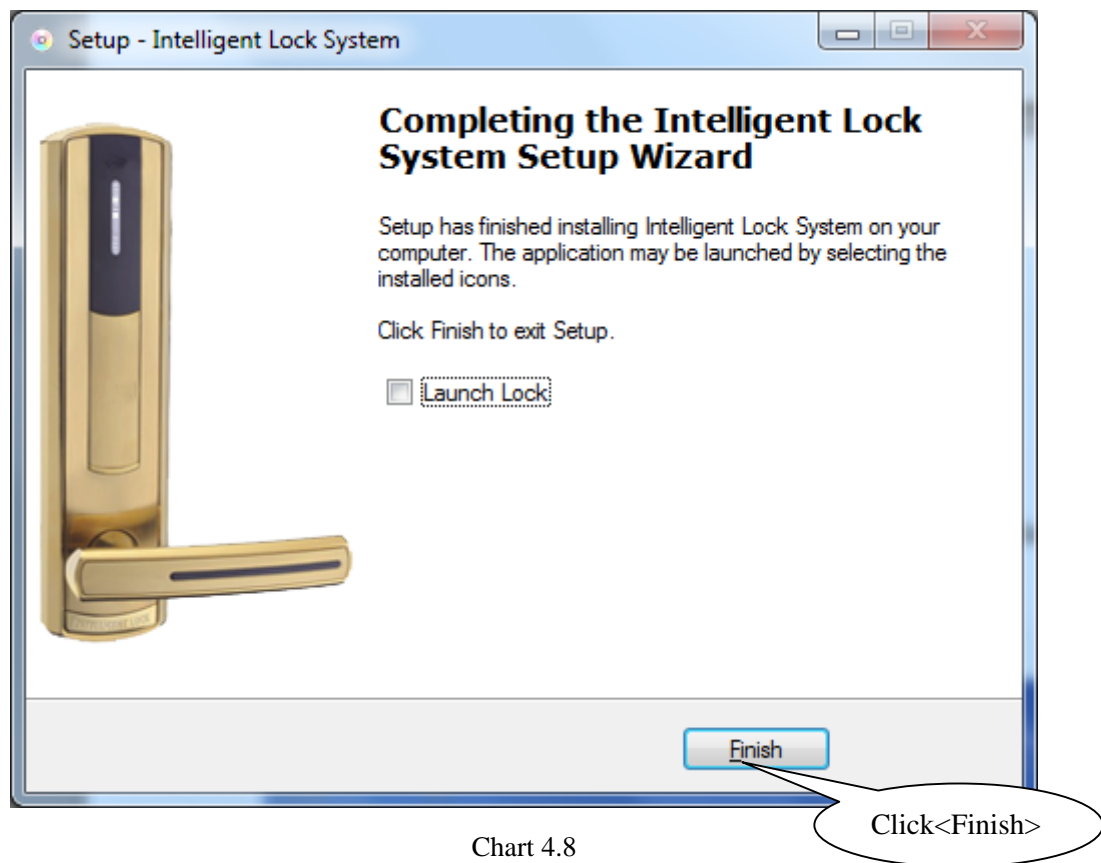 Setup - Intelligent Lock System
Completing the Intelligent Lock
System Setup Wizard
Setup has finished installing Intelligent Lock System on your
computer. The application may be launched by selecting the
installed icons.
Click Finish to exit Setup.
Launch Lock
INTELLIGENT LOCK
Finish
Click<Finish>
Chart 4.8